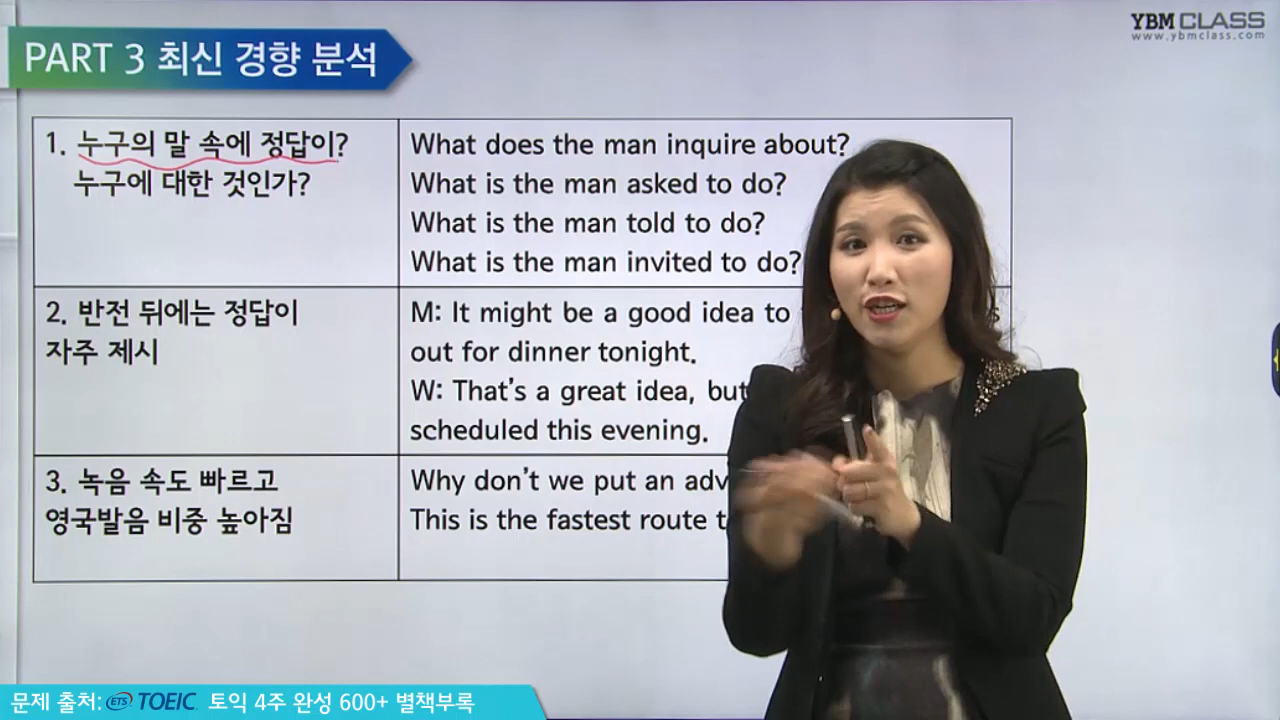 PART 3 최신 경향 분석
YBM CLASS
www.ybmclass.com
1. 누구의 말 속에 정답이?
누구에 대한 것인가?
What does the man inquire about?
What is the man asked to do?
What is the man told to do?
What is the man invited to do?
2. 반전 뒤에는 정답이
자주 제시
M: It might be a good idea to
out for dinner tonight.
W: That's a great idea, but
scheduled this evening.
3. 녹음 속도 빠르고
영국발음 비중 높아짐
Why don't we put an
This is the fastest route
문제 출처: ETS TOEIC 토익 4주 완성 600+ 별책부록